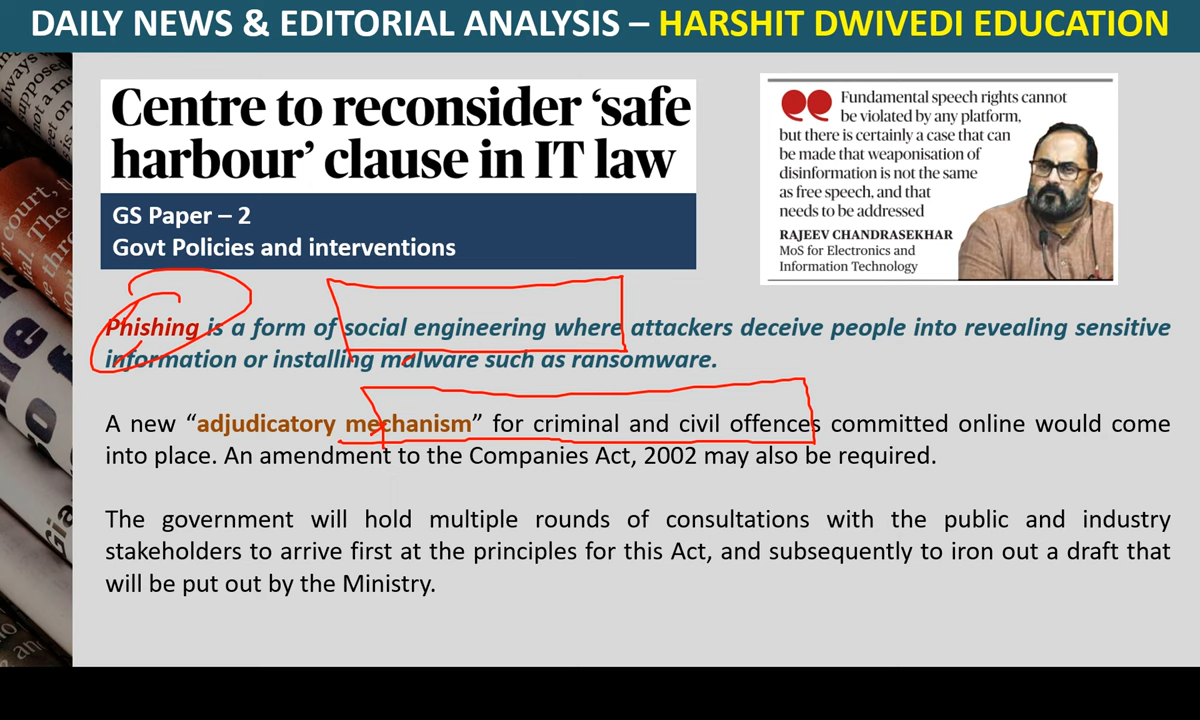 DAILY NEWS & EDITORIAL ANALYSIS – HARSHIT DWIVEDI EDUCATION
Centre to reconsider ‘safe
harbour’ clause in IT law
GS Paper – 2
Govt Policies and interventions
Fundamental speech rights cannot
be violated by any platform,
but there is certainly a case that can
be made that weaponisation of
disinformation is not the same
as free speech, and that
needs to be addressed
RAJEEV CHANDRASEKHAR
MoS for Electronics and
Information Technology
Phishing is a form of social engineering where attackers deceive people into revealing sensitive
information or installing malware such as ransomware.
A new “adjudicatory mechanism” for criminal and civil offences committed online would come
into place. An amendment to the Companies Act, 2002 may also be required.
The government will hold multiple rounds of consultations with the public and industry
stakeholders to arrive first at the principles for this Act, and subsequently to iron out a draft that
will be put out by the Ministry.